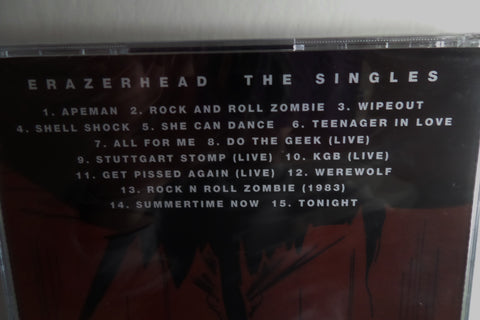 ERAZERHEAD THE SINGLES
1. APEMAN 2. ROCK AND ROLL ZOMBIE 3. WIPEOUT
4. SHELL SHOCK 5. SHE CAN DANCE 6. TEENAGER IN LOVE
7. ALL FOR ME 8. DO THE GEEK (LIVE)
9. STUTTGART STOMP (LIVE) 10. KGB (LIVE)
11. GET PISSED AGAIN (LIVE) 12. WEREWOLF
13. ROCK N ROLL ZOMBIE (1983)
14. SUMMERTIME NOW 15. TONIGHT